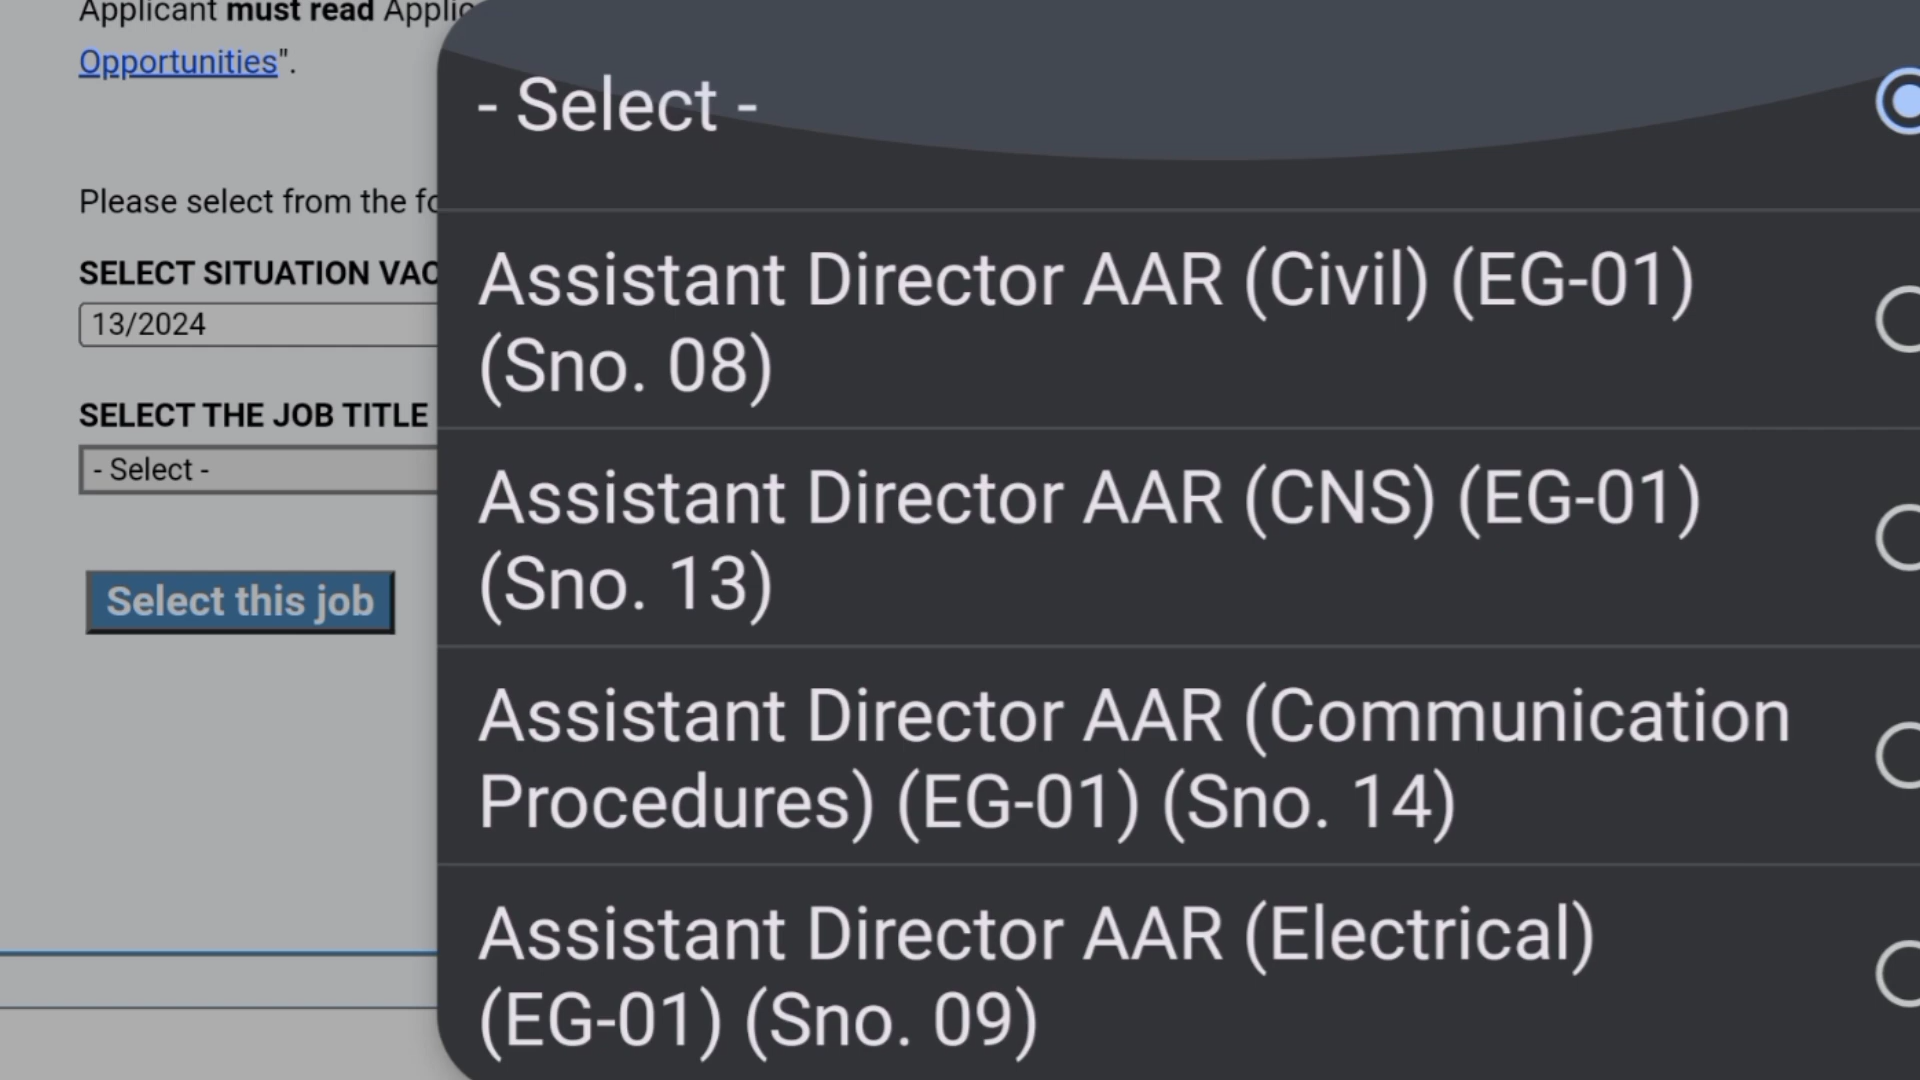 Applicant must read Applic
Opportunities".
Please select from the fo
SELECT SITUATION VAC
13/2024
SELECT THE JOB TITLE
- Select -
Select this job
- Select -
Assistant Director AAR (Civil) (EG-01)
(Sno. 08)
Assistant Director AAR (CNS) (EG-01)
(Sno. 13)
Assistant Director AAR (Communication
Procedures) (EG-01) (Sno. 14)
Assistant Director AAR (Electrical)
(EG-01) (Sno. 09)